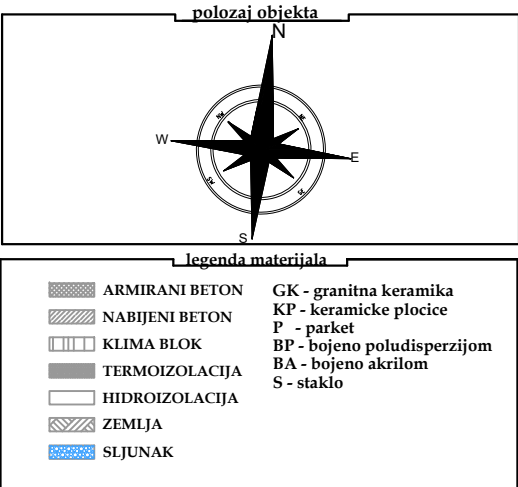 polozaj objekta
N
W
E
S
legenda materijala
ARMIRANI BETON
NABIJENI BETON
KLIMA BLOK
TERMOIZOLACIJA
HIDROIZOLACIJA
ZEMLJA
SLJUNAK
GK - granitna keramika
KP - keramicke plocice
P - parket
BP - bojeno poludisperzijom
BA - bojeno akrilom
S - staklo